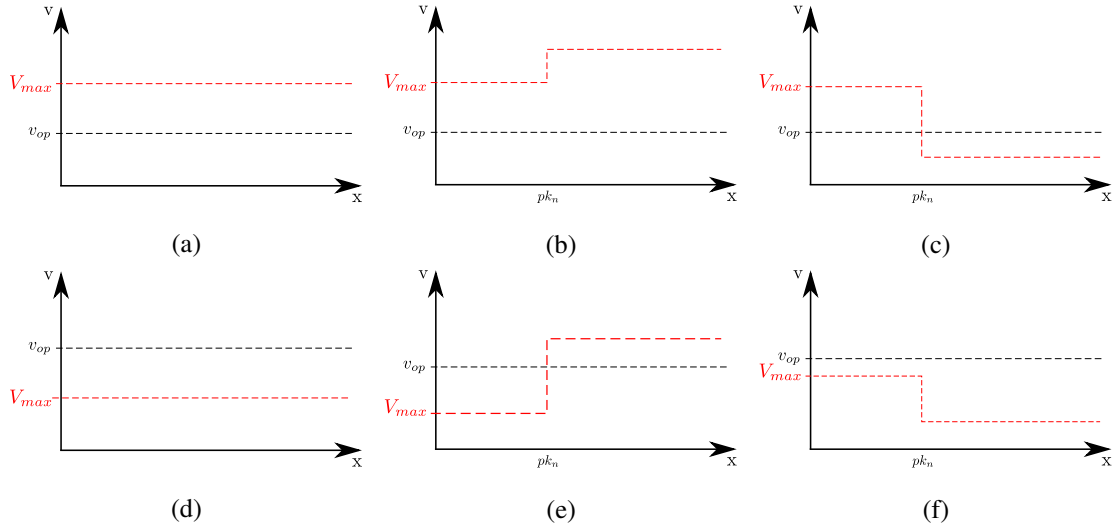 v
V_max
v_op
x
(a)
v
V_max
v_op
pk_n
x
(b)
v
V_max
v_op
pk_n
x
(c)
v
v_op
V_max
x
(d)
v
v_op
V_max
pk_n
x
(e)
v
v_op
V_max
pk_n
x
(f)